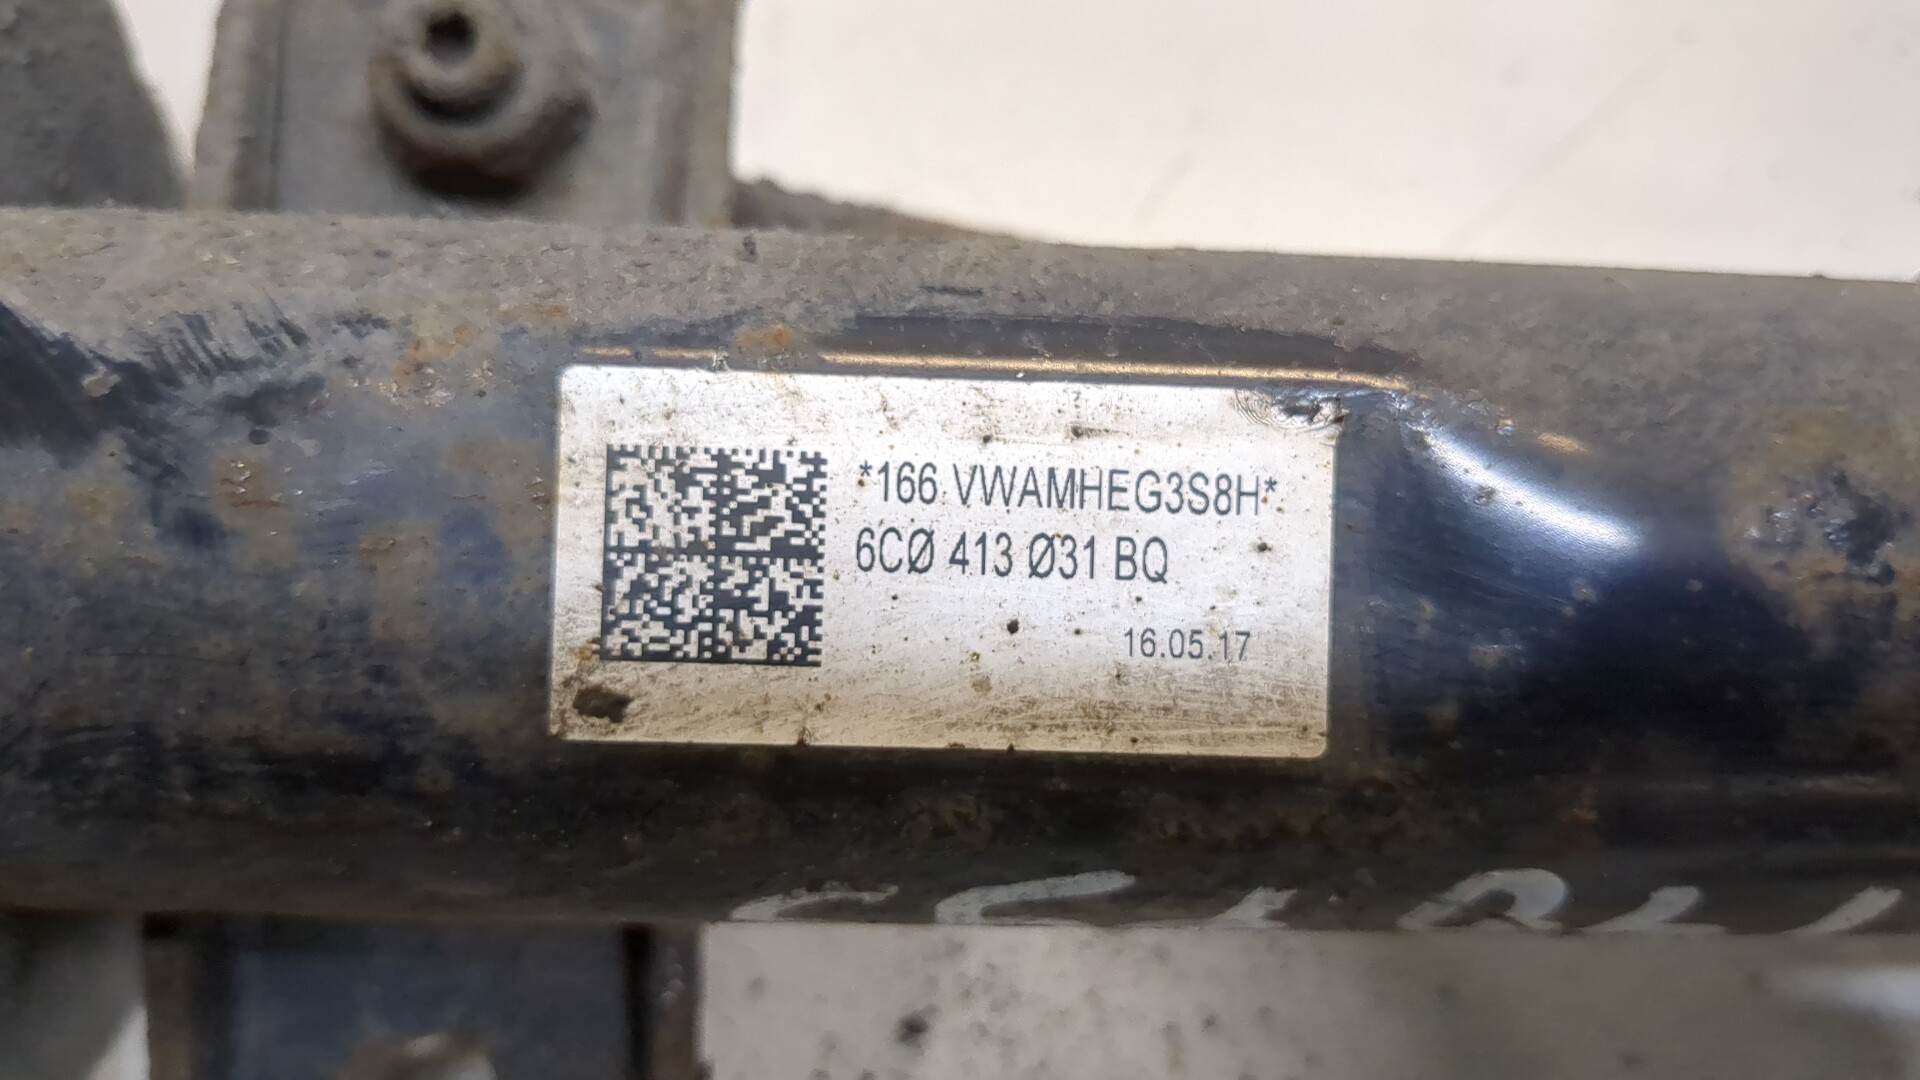 *166 VWAMHEG3S8H*
6CØ 413 Ø31 BQ
16.05.17